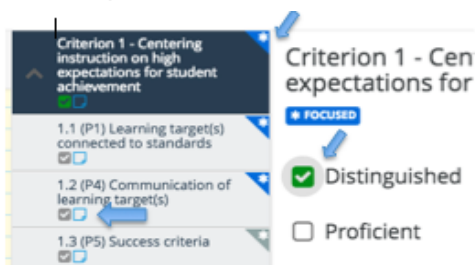 Criterion 1 - Centering
instruction on high
expectations for student
achievement
1.1 (P1) Learning target(s)
connected to standards
1.2 (P4) Communication of
learning target(s)
1.3 (P5) Success criteria
Criterion 1 - Cen
expectations for
* FOCUSED
Distinguished
Proficient